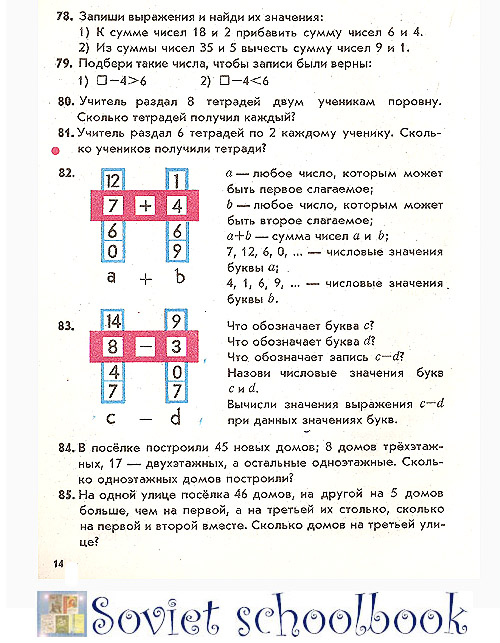 78. Запиши выражения и найди их значения:
1) К сумме чисел 18 и 2 прибавить сумму чисел 6 и 4.
2) Из суммы чисел 35 и 5 вычесть сумму чисел 9 и 1.
79. Подбери такие числа, чтобы записи были верны:
1) □—4>6 2) □—4<6
80. Учитель раздал 8 тетрадей двум ученикам поровну.
Сколько тетрадей получил каждый?
81. Учитель раздал 6 тетрадей по 2 каждому ученику. Сколь-
ко учеников получили тетради?
82.
12 1
7 + 4
6 6
0 9
a + b
a — любое число, которым может
быть первое слагаемое;
b — любое число, которым может
быть второе слагаемое;
a+b — сумма чисел a и b;
7, 12, 6, 0, ... — числовые значения
буквы a;
4, 1, 6, 9, ... — числовые значения
буквы b.
83.
14 9
8 — 3
4 0
7 7
c — d
Что обозначает буква c?
Что обозначает буква d?
Что обозначает запись c—d?
Назови числовые значения букв
c и d.
Вычисли значения выражения c—d
при данных значениях букв.
84. В посёлке построили 45 новых домов; 8 домов трёхэтаж-
ных, 17 — двухэтажных, а остальные одноэтажные. Сколь-
ко одноэтажных домов построили?
85. На одной улице посёлка 46 домов, на другой на 5 домов
больше, чем на первой, а на третьей их столько, сколько
на первой и второй вместе. Сколько домов на третьей ули-
це?
14
Soviet schoolbook